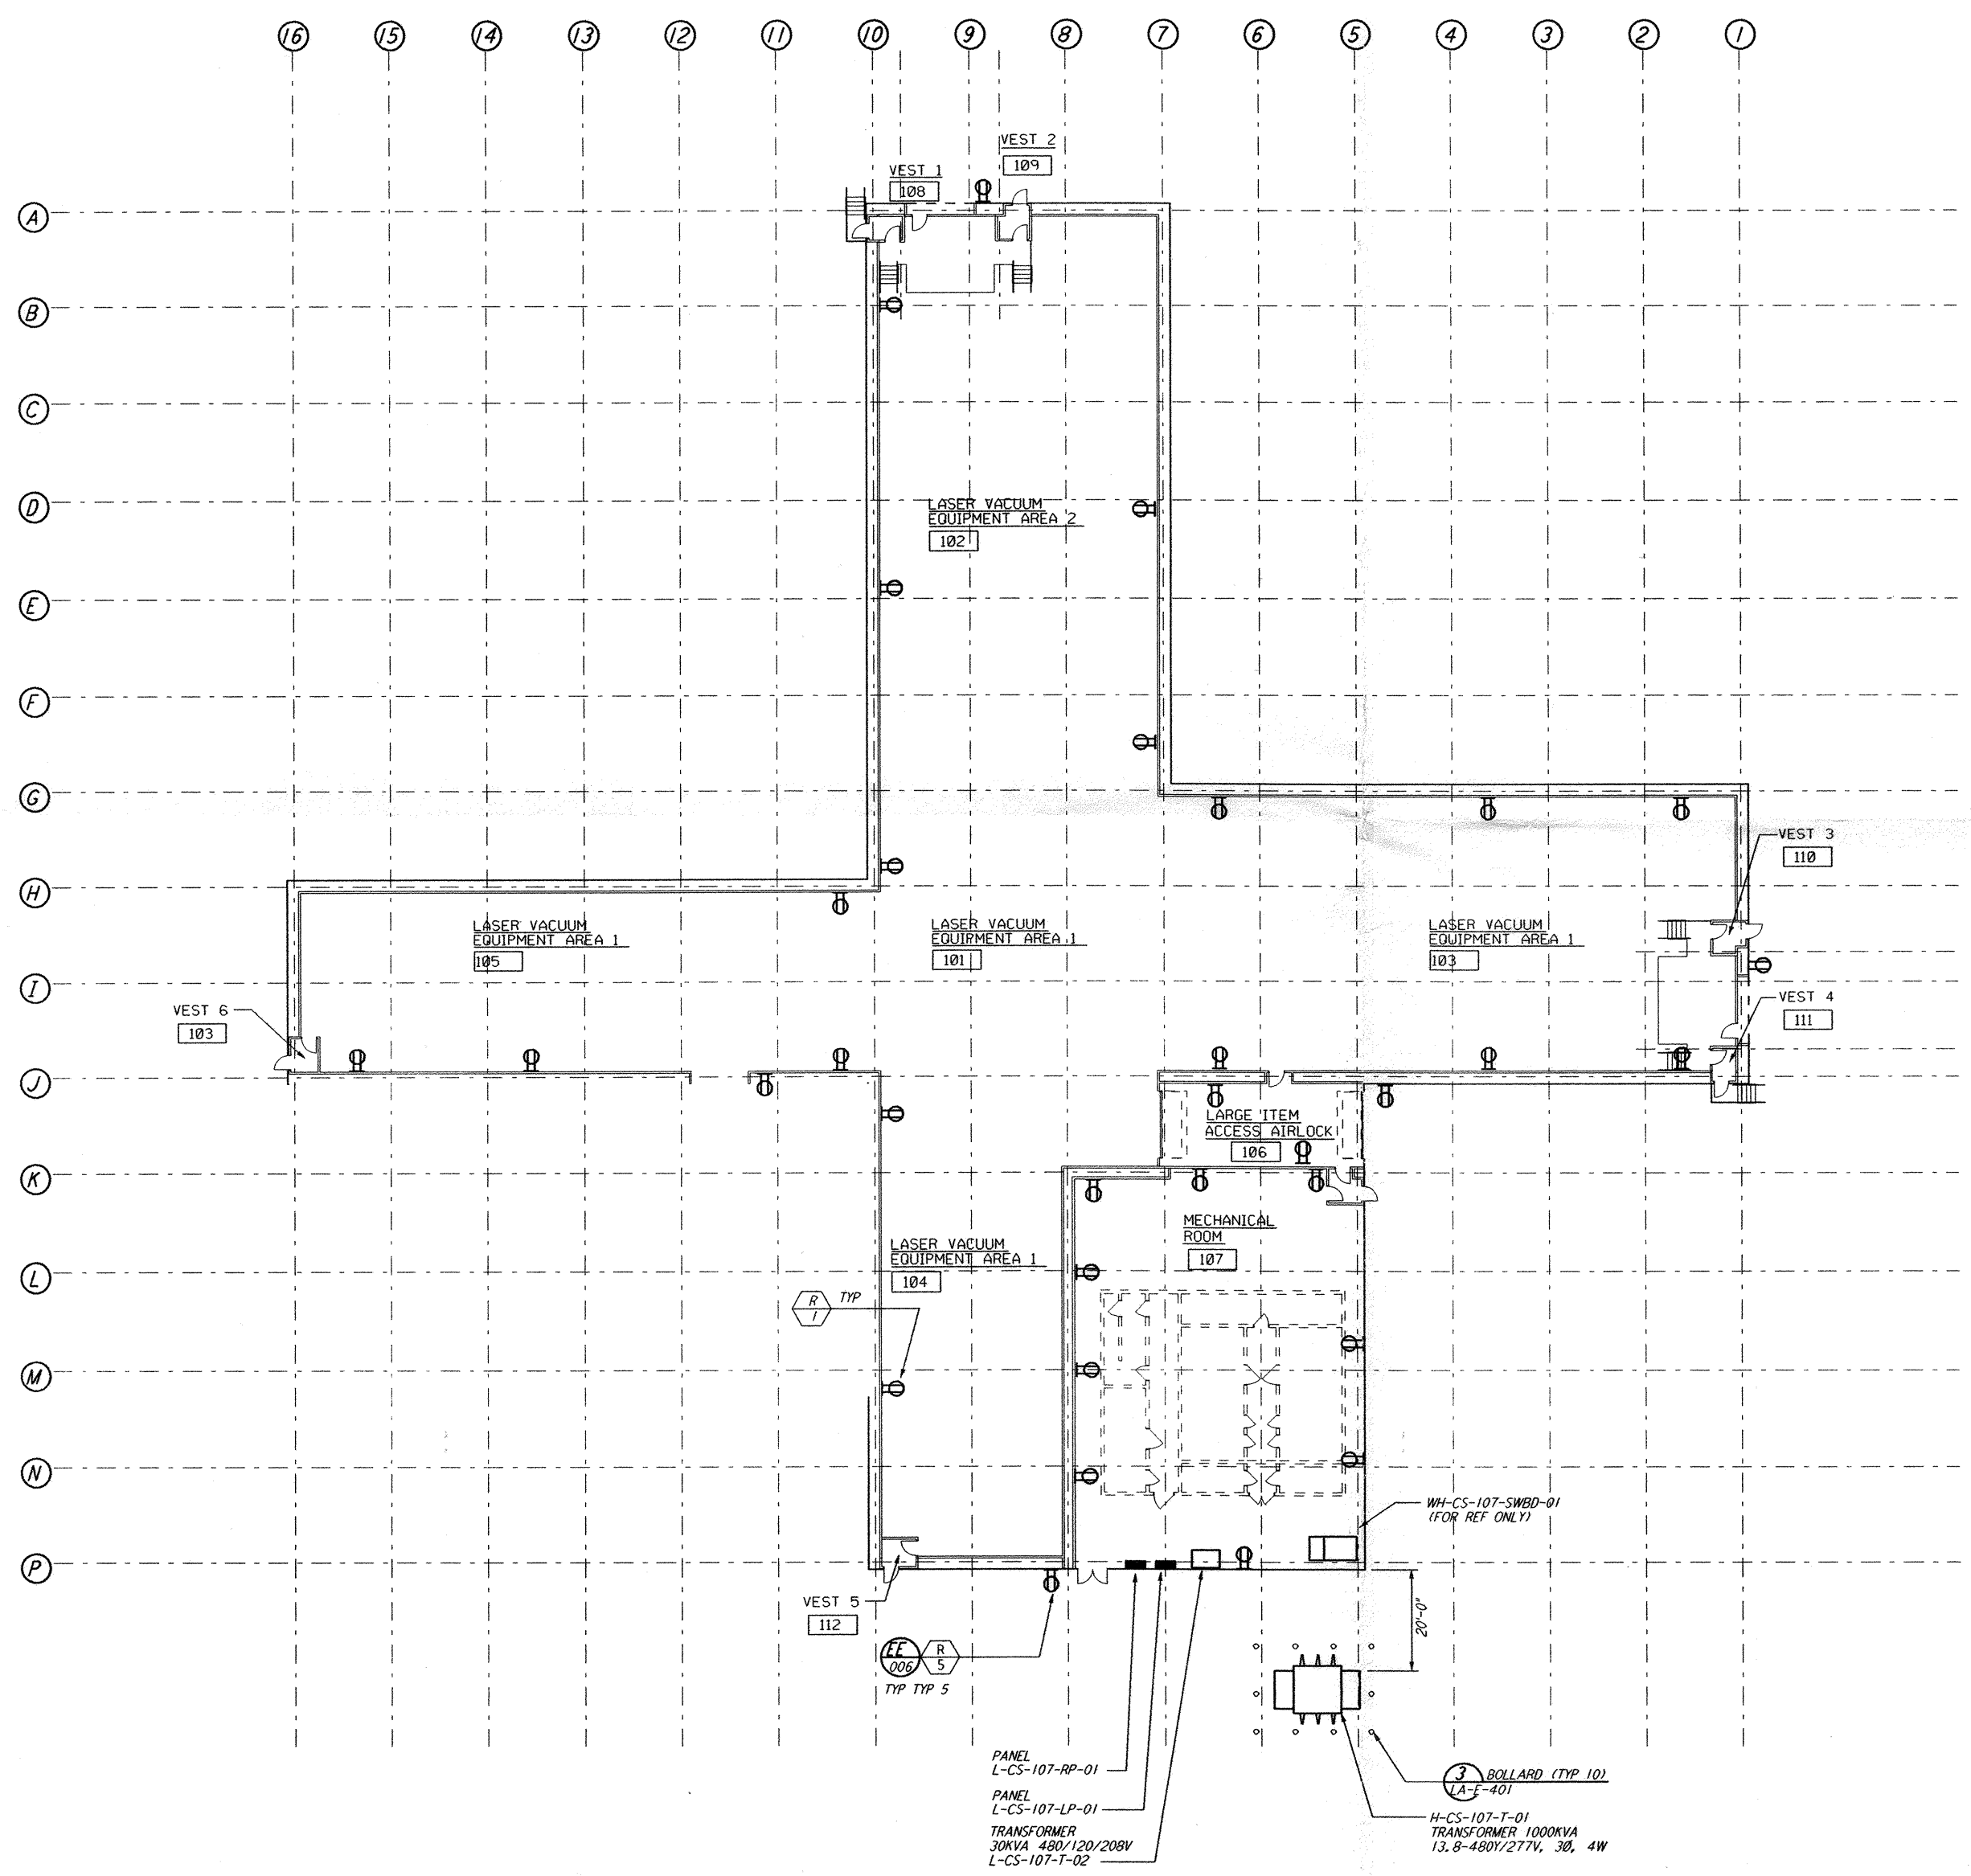 16 15 14 13 12 11 10 9 8 7 6 5 4 3 2 1
VEST 2
109
VEST 1
108
A
B
C
D
LASER VACUUM
EQUIPMENT AREA 2
102
E
F
G
VEST 3
110
H
LASER VACUUM
EQUIPMENT AREA 1
105
LASER VACUUM
EQUIPMENT AREA 1
101
LASER VACUUM
EQUIPMENT AREA 1
103
I
VEST 6
103
VEST 4
111
J
LARGE ITEM
ACCESS AIRLOCK
106
K
MECHANICAL
ROOM
107
LASER VACUUM
EQUIPMENT AREA 1
104
L
R
1
TYP
M
N
WH-CS-107-SWBD-01
(FOR REF ONLY)
P
VEST 5
112
20'-0"
EE
006
R
5
TYP TYP 5
PANEL
L-CS-107-RP-01
PANEL
L-CS-107-LP-01
TRANSFORMER
30KVA 480/120/208V
L-CS-107-T-02
3
BOLLARD (TYP 10)
LA-E-401
H-CS-107-T-01
TRANSFORMER 1000KVA
13.8-480Y/277V, 3Ø, 4W